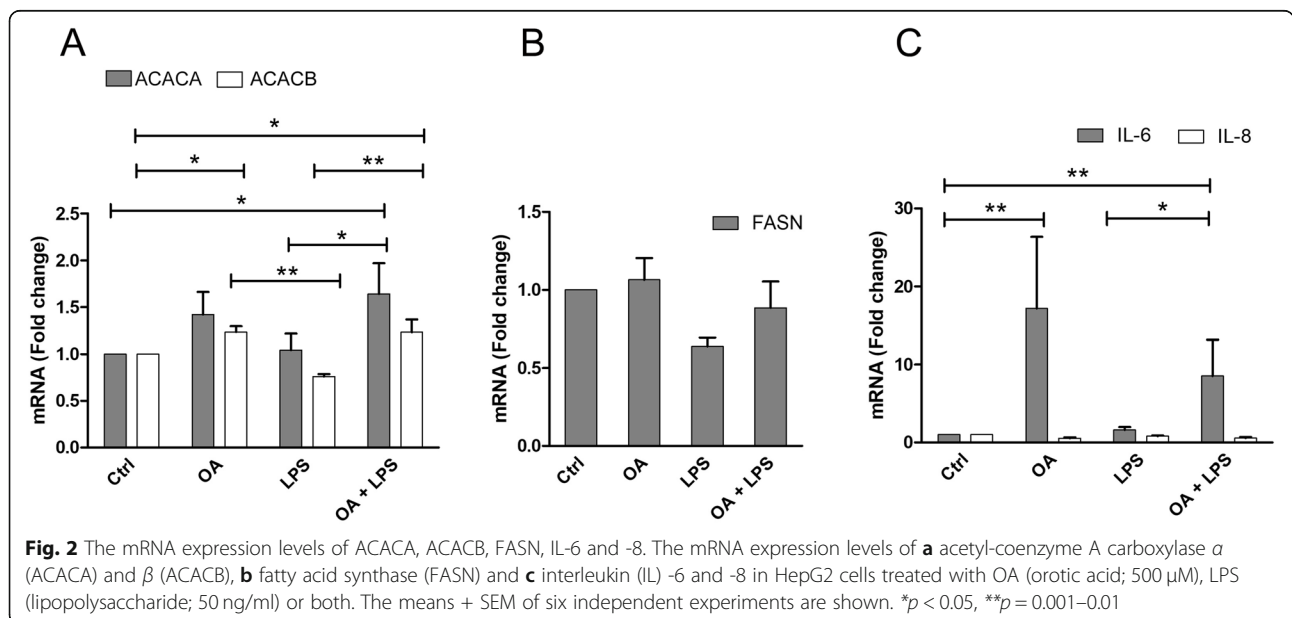 A
B
C
ACACA ACACB
*
* **
*
*
**
IL-6 IL-8
**
** *
FASN
mRNA (Fold change)
2.5
2.0
1.5
1.0
0.5
0.0
Ctrl
OA
LPS
OA + LPS
mRNA (Fold change)
1.5
1.0
0.5
0.0
Ctrl
OA
LPS
OA + LPS
mRNA (Fold change)
30
20
10
0
Ctrl
OA
LPS
OA + LPS
Fig. 2 The mRNA expression levels of ACACA, ACACB, FASN, IL-6 and -8. The mRNA expression levels of a acetyl-coenzyme A carboxylase α
(ACACA) and β (ACACB), b fatty acid synthase (FASN) and c interleukin (IL) -6 and -8 in HepG2 cells treated with OA (orotic acid; 500 μM), LPS
(lipopolysaccharide; 50 ng/ml) or both. The means + SEM of six independent experiments are shown. *p < 0.05, **p = 0.001–0.01